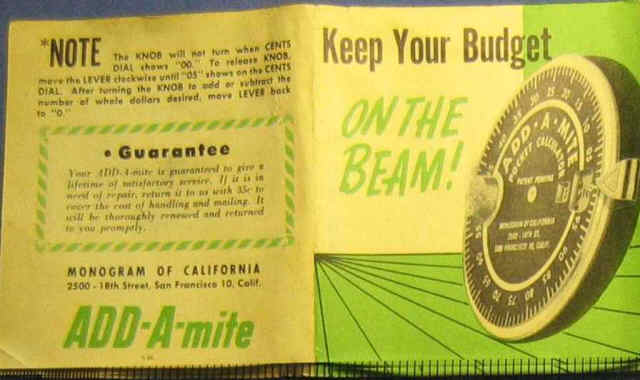 *NOTE The KNOB will not turn when CENTS
DIAL shows "00." To release KNOB,
move the LEVER clockwise until "05" shows on the CENTS
DIAL. After turning the KNOB to add or subtract the
number of whole dollars desired, move LEVER back
to "0."
• Guarantee
Your ADD-A-mite is guaranteed to give a
lifetime of satisfactory service. If it is in
need of repair, return it to us with 35c to
cover the cost of handling and mailing. It
will be thoroughly renewed and returned
to you promptly.
MONOGRAM OF CALIFORNIA
2500 - 18th Street, San Francisco 10, Calif.
ADD-A-mite
Keep Your Budget
ON THE
BEAM!
ADD·A·MITE
POCKET CALCULATOR
PATENT PENDING
MONOGRAM OF CALIFORNIA
2500 - 18TH ST.
SAN FRANCISCO 10, CALIF.